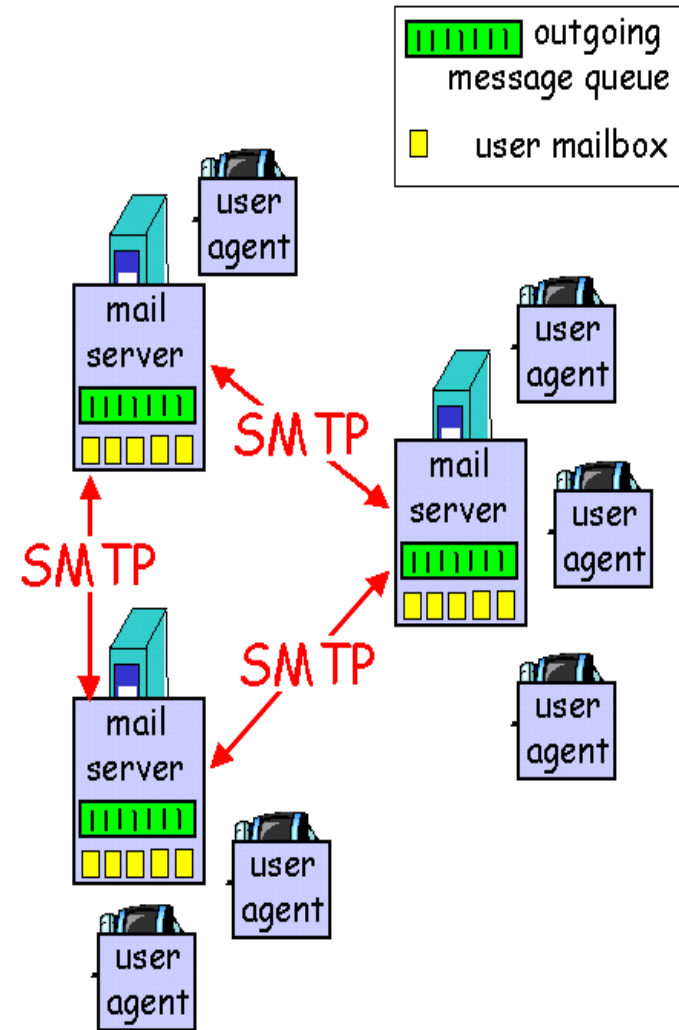 outgoing
message queue
user mailbox
user
agent
mail
server
user
agent
SMTP
mail
server
user
agent
SMTP
SMTP
mail
server
user
agent
user
agent
user
agent